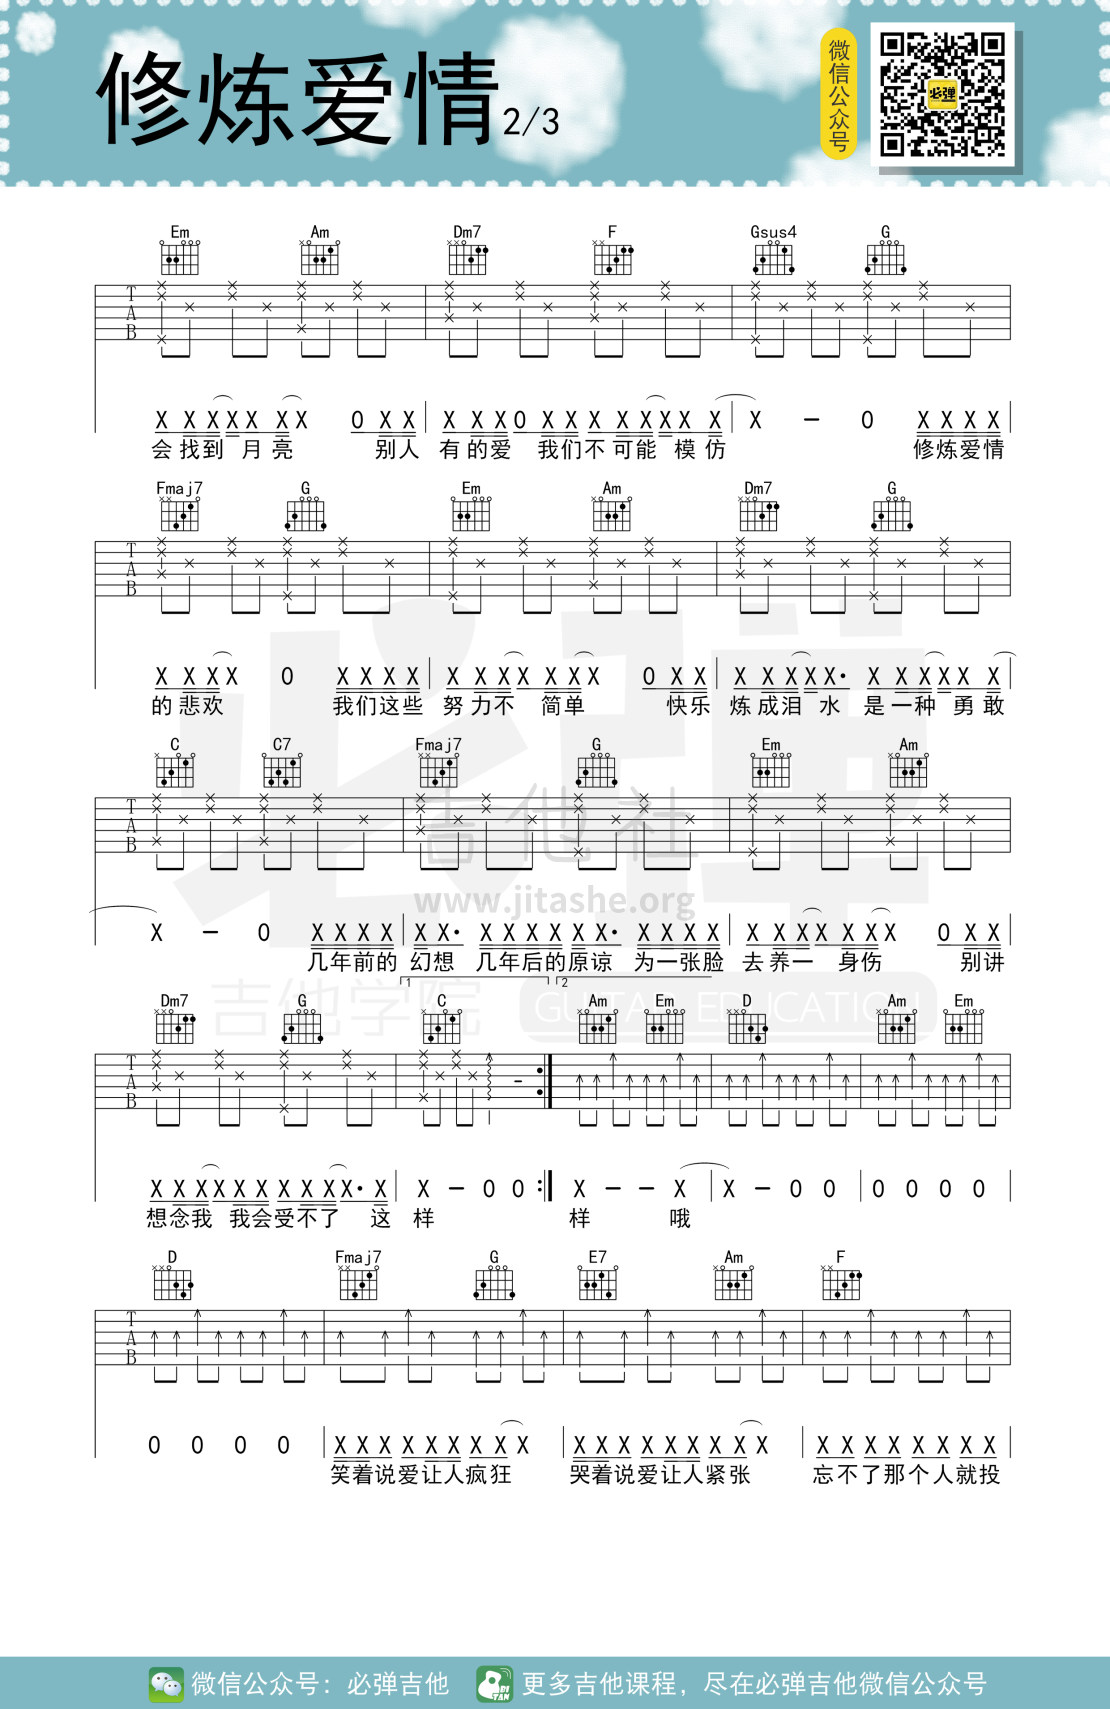 修炼爱情2/3
微信公众号
必弹
Em Am Dm7 F Gsus4 G
T
A
B
X X X X X X X 0 X X X X X 0 X X X X X X X X X - 0 X X X X
会找到 月亮 别人 有的爱 我们不可能 模仿 修炼爱情
Fmaj7 G Em Am Dm7 G
T
A
B
X X X X 0 X X X X X X X X X X X 0 X X X X X X X· X X X X X X
的悲欢 我们这些 努力不 简单 快乐 炼成泪 水 是一种 勇敢
C C7 Fmaj7 G Em Am
T
A
B
X - 0 X X X X X X· X X X X X X· X X X X X X X X X X X 0 X X
几年前的 幻想 几年后的原谅 为一张脸 去养一 身伤 别讲
吉他社
www.jitashe.org
必弹
吉他学院 GUITAR EDUCATION
1 2
Dm7 G C Am Em D Am Em
T
A
B
X X X X X X X X X X· X X - 0 0 X - - X X - 0 0 0 0 0 0
想念我 我会受不了 这 样 样 哦
D Fmaj7 G E7 Am F
T
A
B
0 0 0 0 X X X X X X X X X X X X X X X X X X X X X X X X X X
笑着说爱让人疯狂 哭着说爱让人紧张 忘不了那个人就投
微信公众号：必弹吉他 更多吉他课程，尽在必弹吉他微信公众号